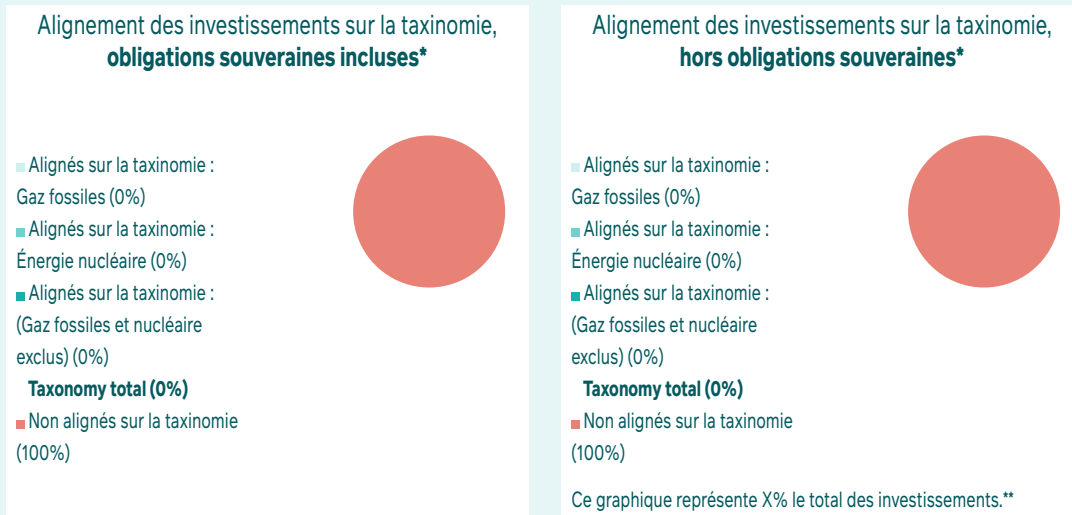 Alignement des investissements sur la taxinomie,
obligations souveraines incluses*
Alignés sur la taxinomie :
Gaz fossiles (0%)
Alignés sur la taxinomie :
Énergie nucléaire (0%)
Alignés sur la taxinomie :
(Gaz fossiles et nucléaire
exclus) (0%)
Taxonomy total (0%)
Non alignés sur la taxinomie
(100%)
Alignement des investissements sur la taxinomie,
hors obligations souveraines*
Alignés sur la taxinomie :
Gaz fossiles (0%)
Alignés sur la taxinomie :
Énergie nucléaire (0%)
Alignés sur la taxinomie :
(Gaz fossiles et nucléaire
exclus) (0%)
Taxonomy total (0%)
Non alignés sur la taxinomie
(100%)
Ce graphique représente X% le total des investissements.**